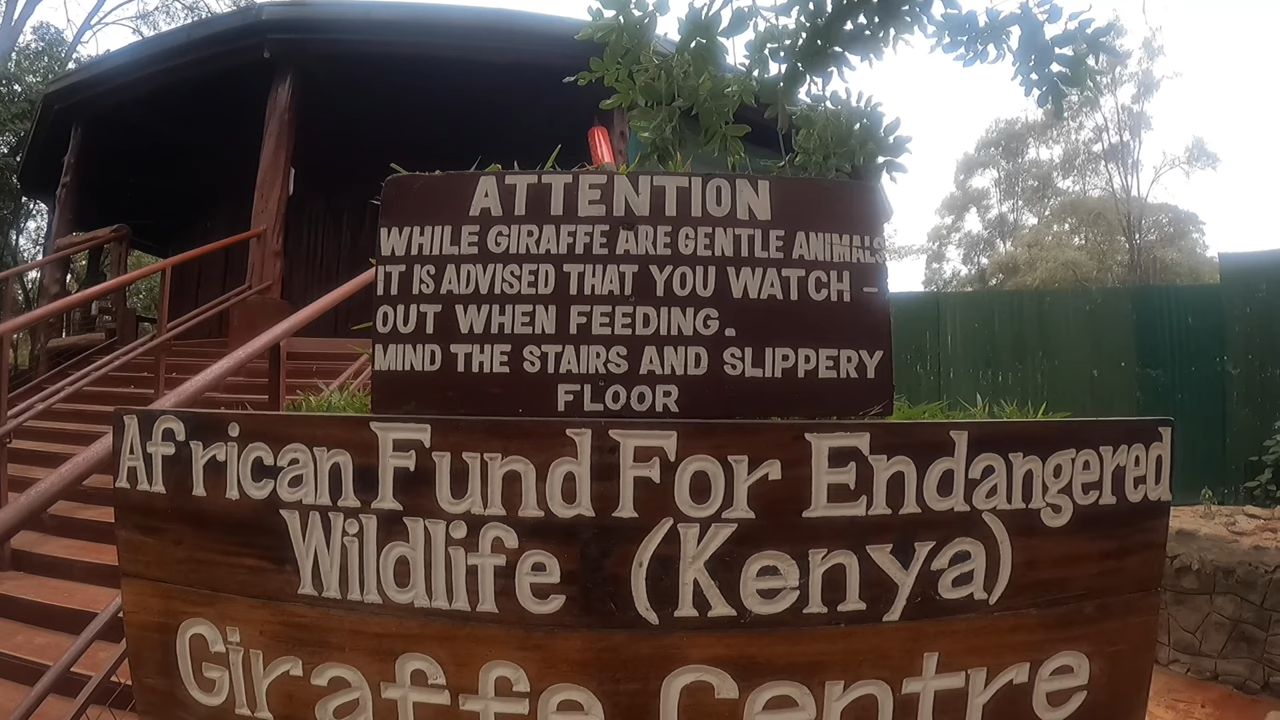 ATTENTION
WHILE GIRAFFE ARE GENTLE ANIMALS
IT IS ADVISED THAT YOU WATCH -
OUT WHEN FEEDING.
MIND THE STAIRS AND SLIPPERY
FLOOR
African Fund For Endangered
Wildlife (Kenya)
Giraffe Centre